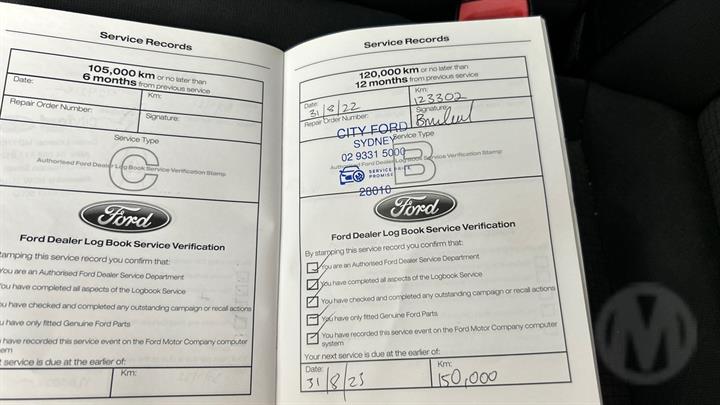 Service Records
105,000 km or no later than
6 months from previous service
Date:
Km:
Repair Order Number:
Signature:
Service Type
C
Authorised Ford Dealer Log Book Service Verification Stamp
Ford
Ford Dealer Log Book Service Verification
stamping this service record you confirm that:
You are an Authorised Ford Dealer Service Department
You have completed all aspects of the Logbook Service
You have checked and completed any outstanding campaign or recall actions
You have only fitted Genuine Ford Parts
You have recorded this service event on the Ford Motor Company computer
system
t service is due at the earlier of:
Km:
Service Records
120,000 km or no later than
12 months from previous service
Date:
31/8/22
Km:
123302
Repair Order Number:
Signature:
CITY FORD
SYDNEY
Service Type
02 9331 5000
B
Authorised Ford Dealer Log Book Service Verification Stamp
SERVICE PRICE
PROMISE
28010
Ford
Ford Dealer Log Book Service Verification
By stamping this service record you confirm that:
You are an Authorised Ford Dealer Service Department
You have completed all aspects of the Logbook Service
You have checked and completed any outstanding campaign or recall actions
You have only fitted Genuine Ford Parts
You have recorded this service event on the Ford Motor Company computer
system
Your next service is due at the earlier of:
Date:
31/8/23
Km:
150,000
M